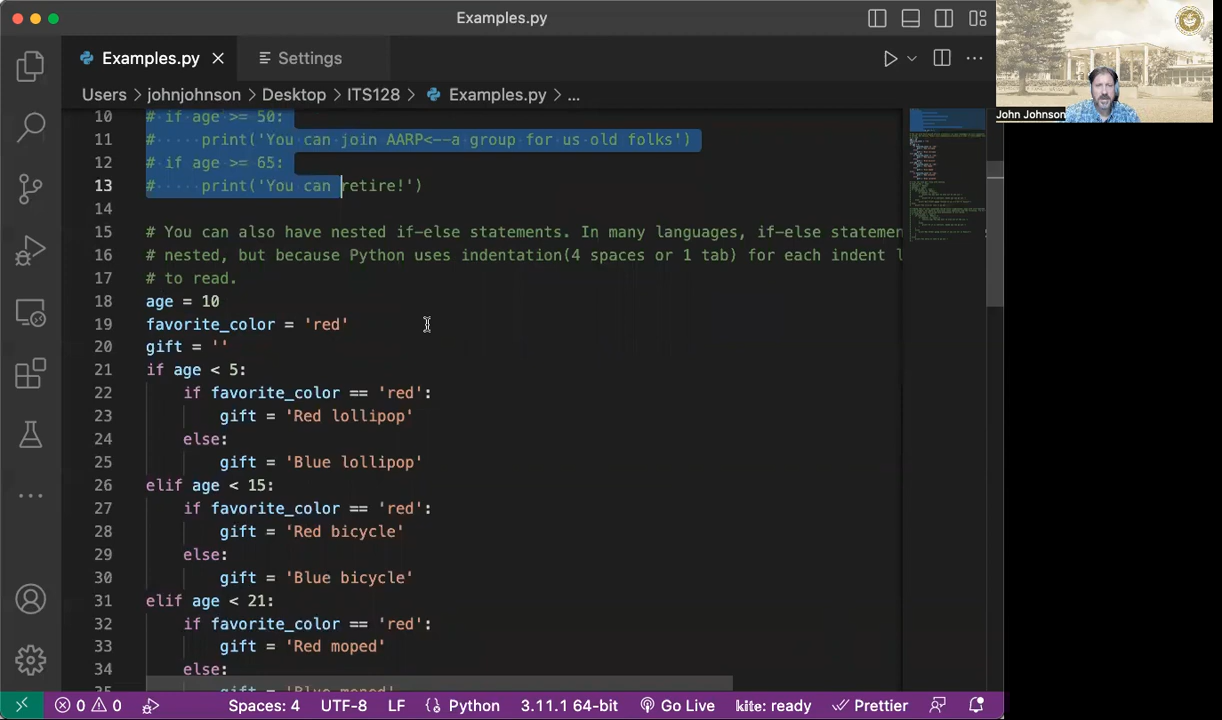 Examples.py
Examples.py
Settings
Users > johnjohnson > Desktop > ITS128 > Examples.py > ...
John Johnson
10 # if age >= 50:
11 #     print('You can join AARP<--a group for us old folks')
12 # if age >= 65:
13 #     print('You can retire!')
14
15 # You can also have nested if-else statements. In many languages, if-else statemen
16 # nested, but because Python uses indentation(4 spaces or 1 tab) for each indent l
17 # to read.
18 age = 10
19 favorite_color = 'red'
20 gift = ''
21 if age < 5:
22     if favorite_color == 'red':
23         gift = 'Red lollipop'
24     else:
25         gift = 'Blue lollipop'
26 elif age < 15:
27     if favorite_color == 'red':
28         gift = 'Red bicycle'
29     else:
30         gift = 'Blue bicycle'
31 elif age < 21:
32     if favorite_color == 'red':
33         gift = 'Red moped'
34     else:
35         gift = 'Blue moped'
0 0 Spaces: 4 UTF-8 LF Python 3.11.1 64-bit Go Live kite: ready Prettier